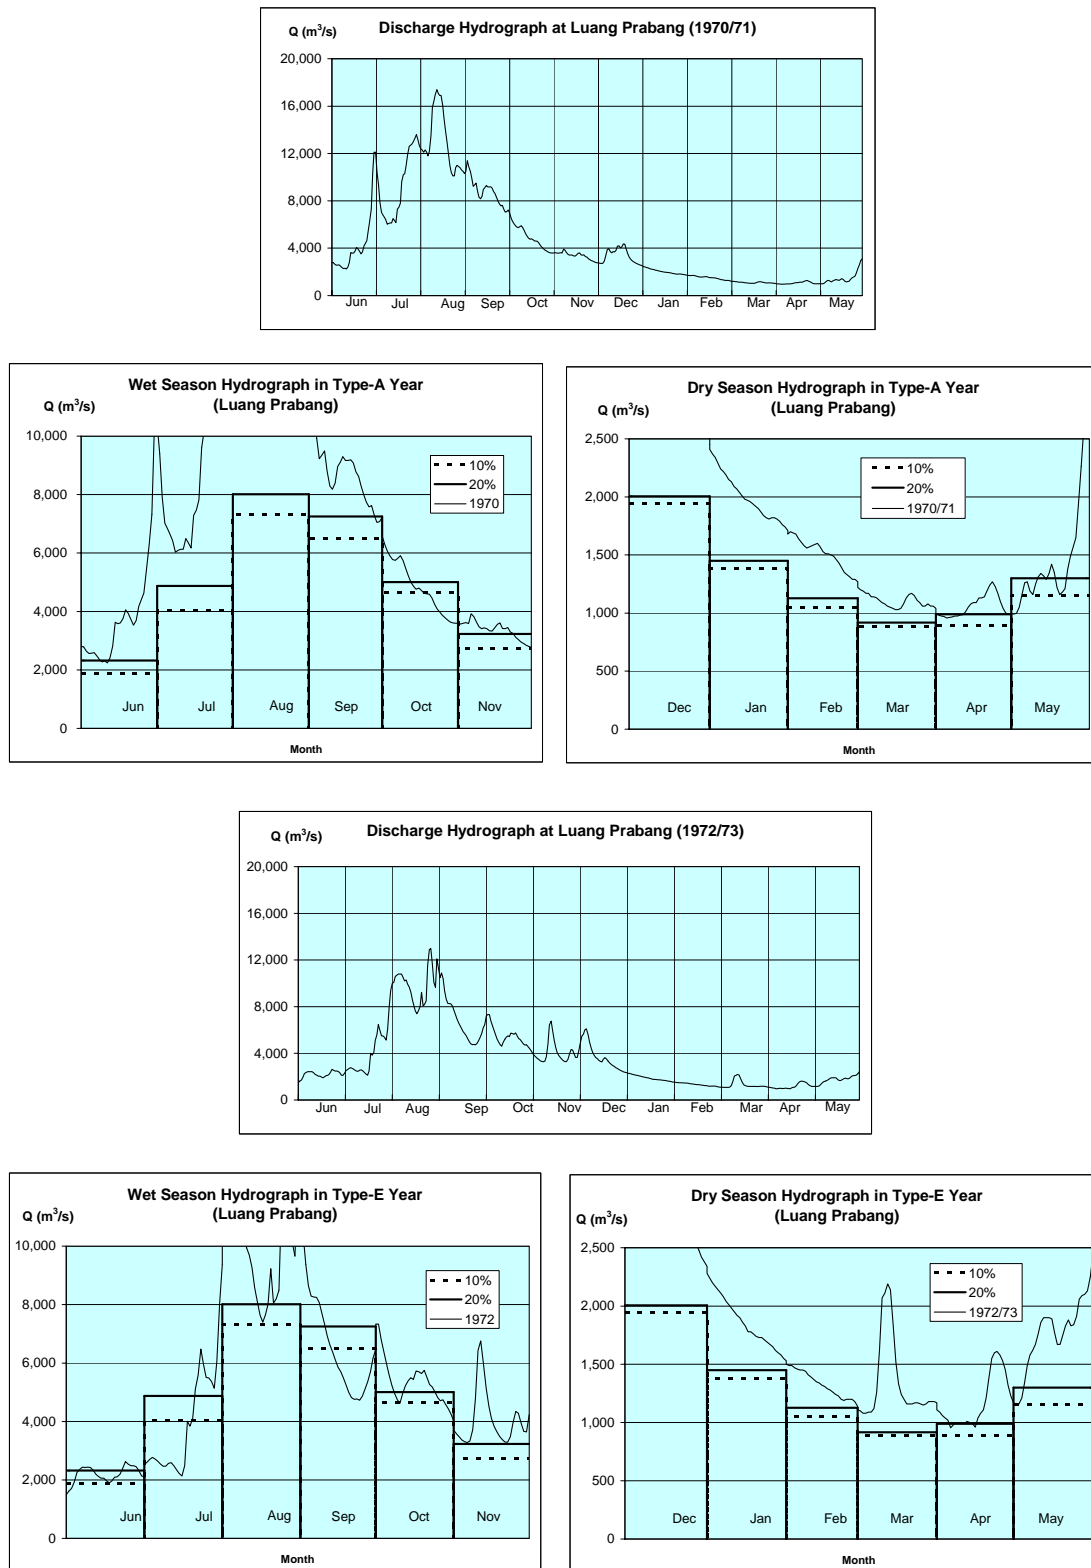 Q (m³/s) Discharge Hydrograph at Luang Prabang (1970/71)
20,000
16,000
12,000
8,000
4,000
0
Jun Jul Aug Sep Oct Nov Dec Jan Feb Mar Apr May
Wet Season Hydrograph in Type-A Year
(Luang Prabang)
Q (m³/s)
10,000
8,000
6,000
4,000
2,000
0
10%
20%
1970
Jun Jul Aug Sep Oct Nov
Month
Dry Season Hydrograph in Type-A Year
(Luang Prabang)
Q (m³/s)
2,500
2,000
1,500
1,000
500
0
10%
20%
1970/71
Dec Jan Feb Mar Apr May
Month
Q (m³/s) Discharge Hydrograph at Luang Prabang (1972/73)
20,000
16,000
12,000
8,000
4,000
0
Jun Jul Aug Sep Oct Nov Dec Jan Feb Mar Apr May
Wet Season Hydrograph in Type-E Year
(Luang Prabang)
Q (m³/s)
10,000
8,000
6,000
4,000
2,000
0
10%
20%
1972
Jun Jul Aug Sep Oct Nov
Month
Dry Season Hydrograph in Type-E Year
(Luang Prabang)
Q (m³/s)
2,500
2,000
1,500
1,000
500
0
10%
20%
1972/73
Dec Jan Feb Mar Apr May
Month